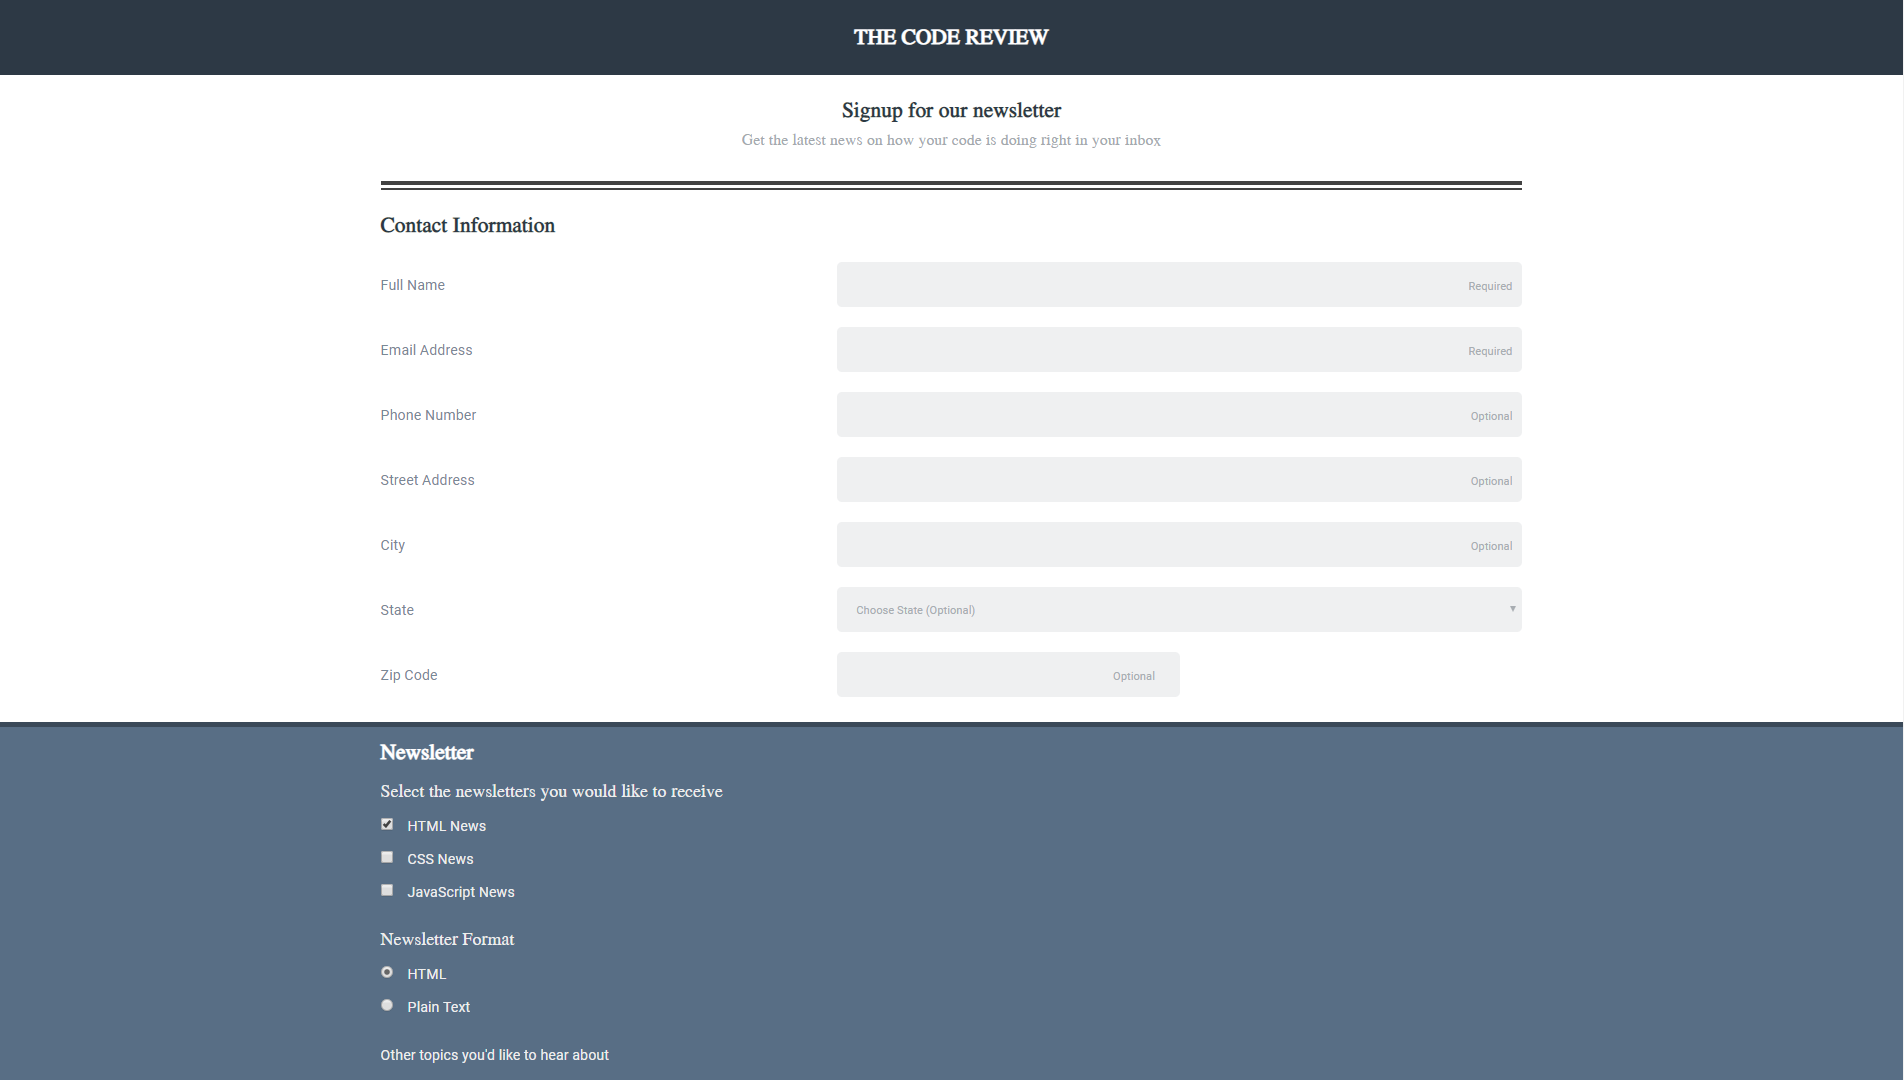 THE CODE REVIEW
Signup for our newsletter
Get the latest news on how your code is doing right in your inbox
Contact Information
Full Name Required
Email Address Required
Phone Number Optional
Street Address Optional
City Optional
State Choose State (Optional)
Zip Code Optional
Newsletter
Select the newsletters you would like to receive
HTML News
CSS News
JavaScript News
Newsletter Format
HTML
Plain Text
Other topics you'd like to hear about